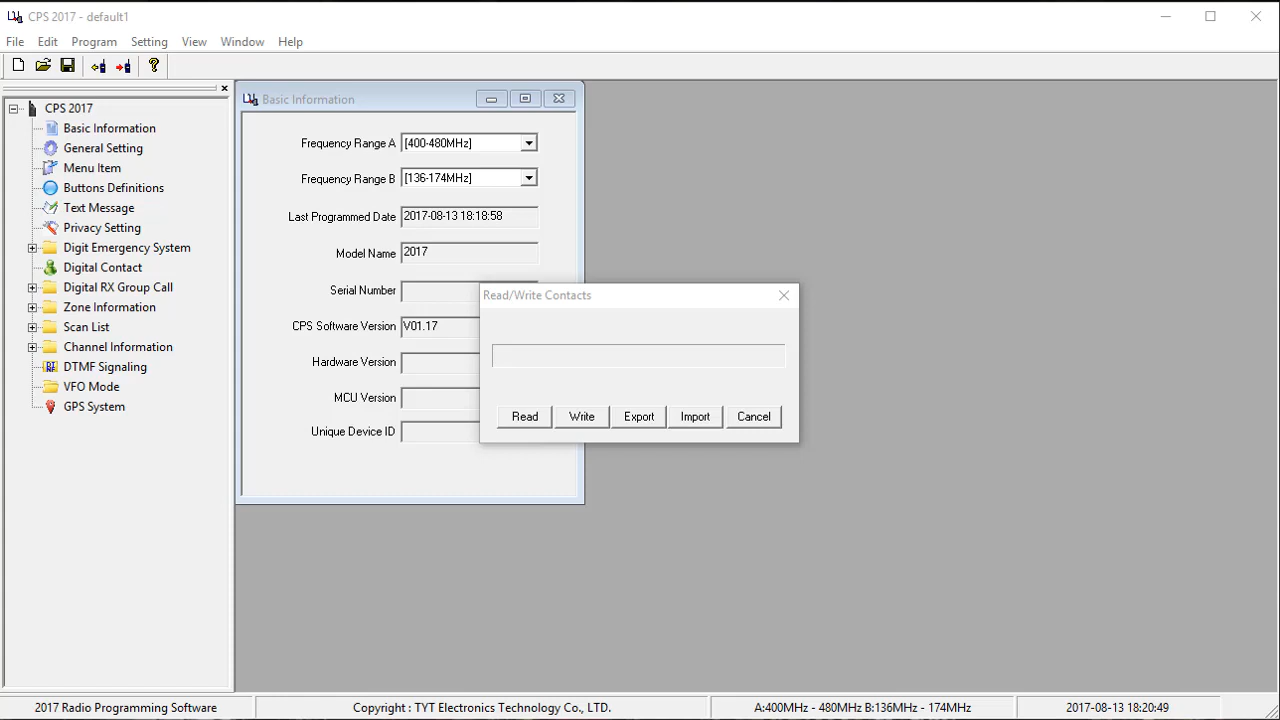 CPS 2017 - default1
File Edit Program Setting View Window Help
CPS 2017
Basic Information
General Setting
Menu Item
Buttons Definitions
Text Message
Privacy Setting
Digit Emergency System
Digital Contact
Digital RX Group Call
Zone Information
Scan List
Channel Information
DTMF Signaling
VFO Mode
GPS System
Basic Information
Frequency Range A [400-480MHz]
Frequency Range B [136-174MHz]
Last Programmed Date 2017-08-13 18:18:58
Model Name 2017
Serial Number
CPS Software Version V01.17
Hardware Version
MCU Version
Unique Device ID
Read/Write Contacts
Read Write Export Import Cancel
2017 Radio Programming Software Copyright : TYT Electronics Technology Co., LTD. A:400MHz - 480MHz B:136MHz - 174MHz 2017-08-13 18:20:49